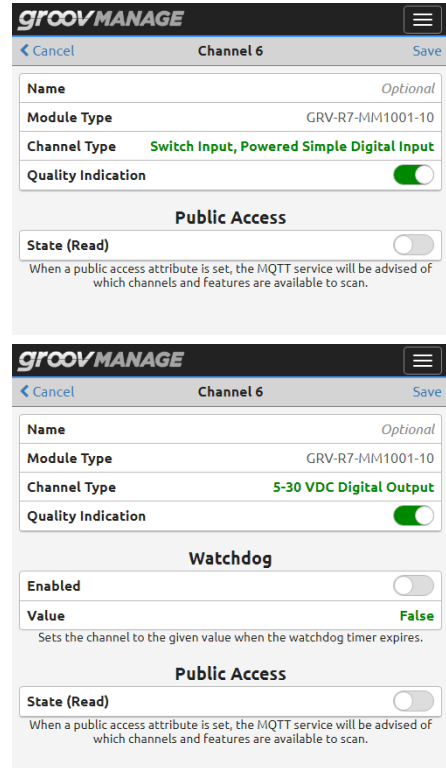 groov MANAGE
Cancel Channel 6 Save
Name Optional
Module Type GRV-R7-MM1001-10
Channel Type Switch Input, Powered Simple Digital Input
Quality Indication
Public Access
State (Read)
When a public access attribute is set, the MQTT service will be advised of
which channels and features are available to scan.
groov MANAGE
Cancel Channel 6 Save
Name Optional
Module Type GRV-R7-MM1001-10
Channel Type 5-30 VDC Digital Output
Quality Indication
Watchdog
Enabled
Value False
Sets the channel to the given value when the watchdog timer expires.
Public Access
State (Read)
When a public access attribute is set, the MQTT service will be advised of
which channels and features are available to scan.